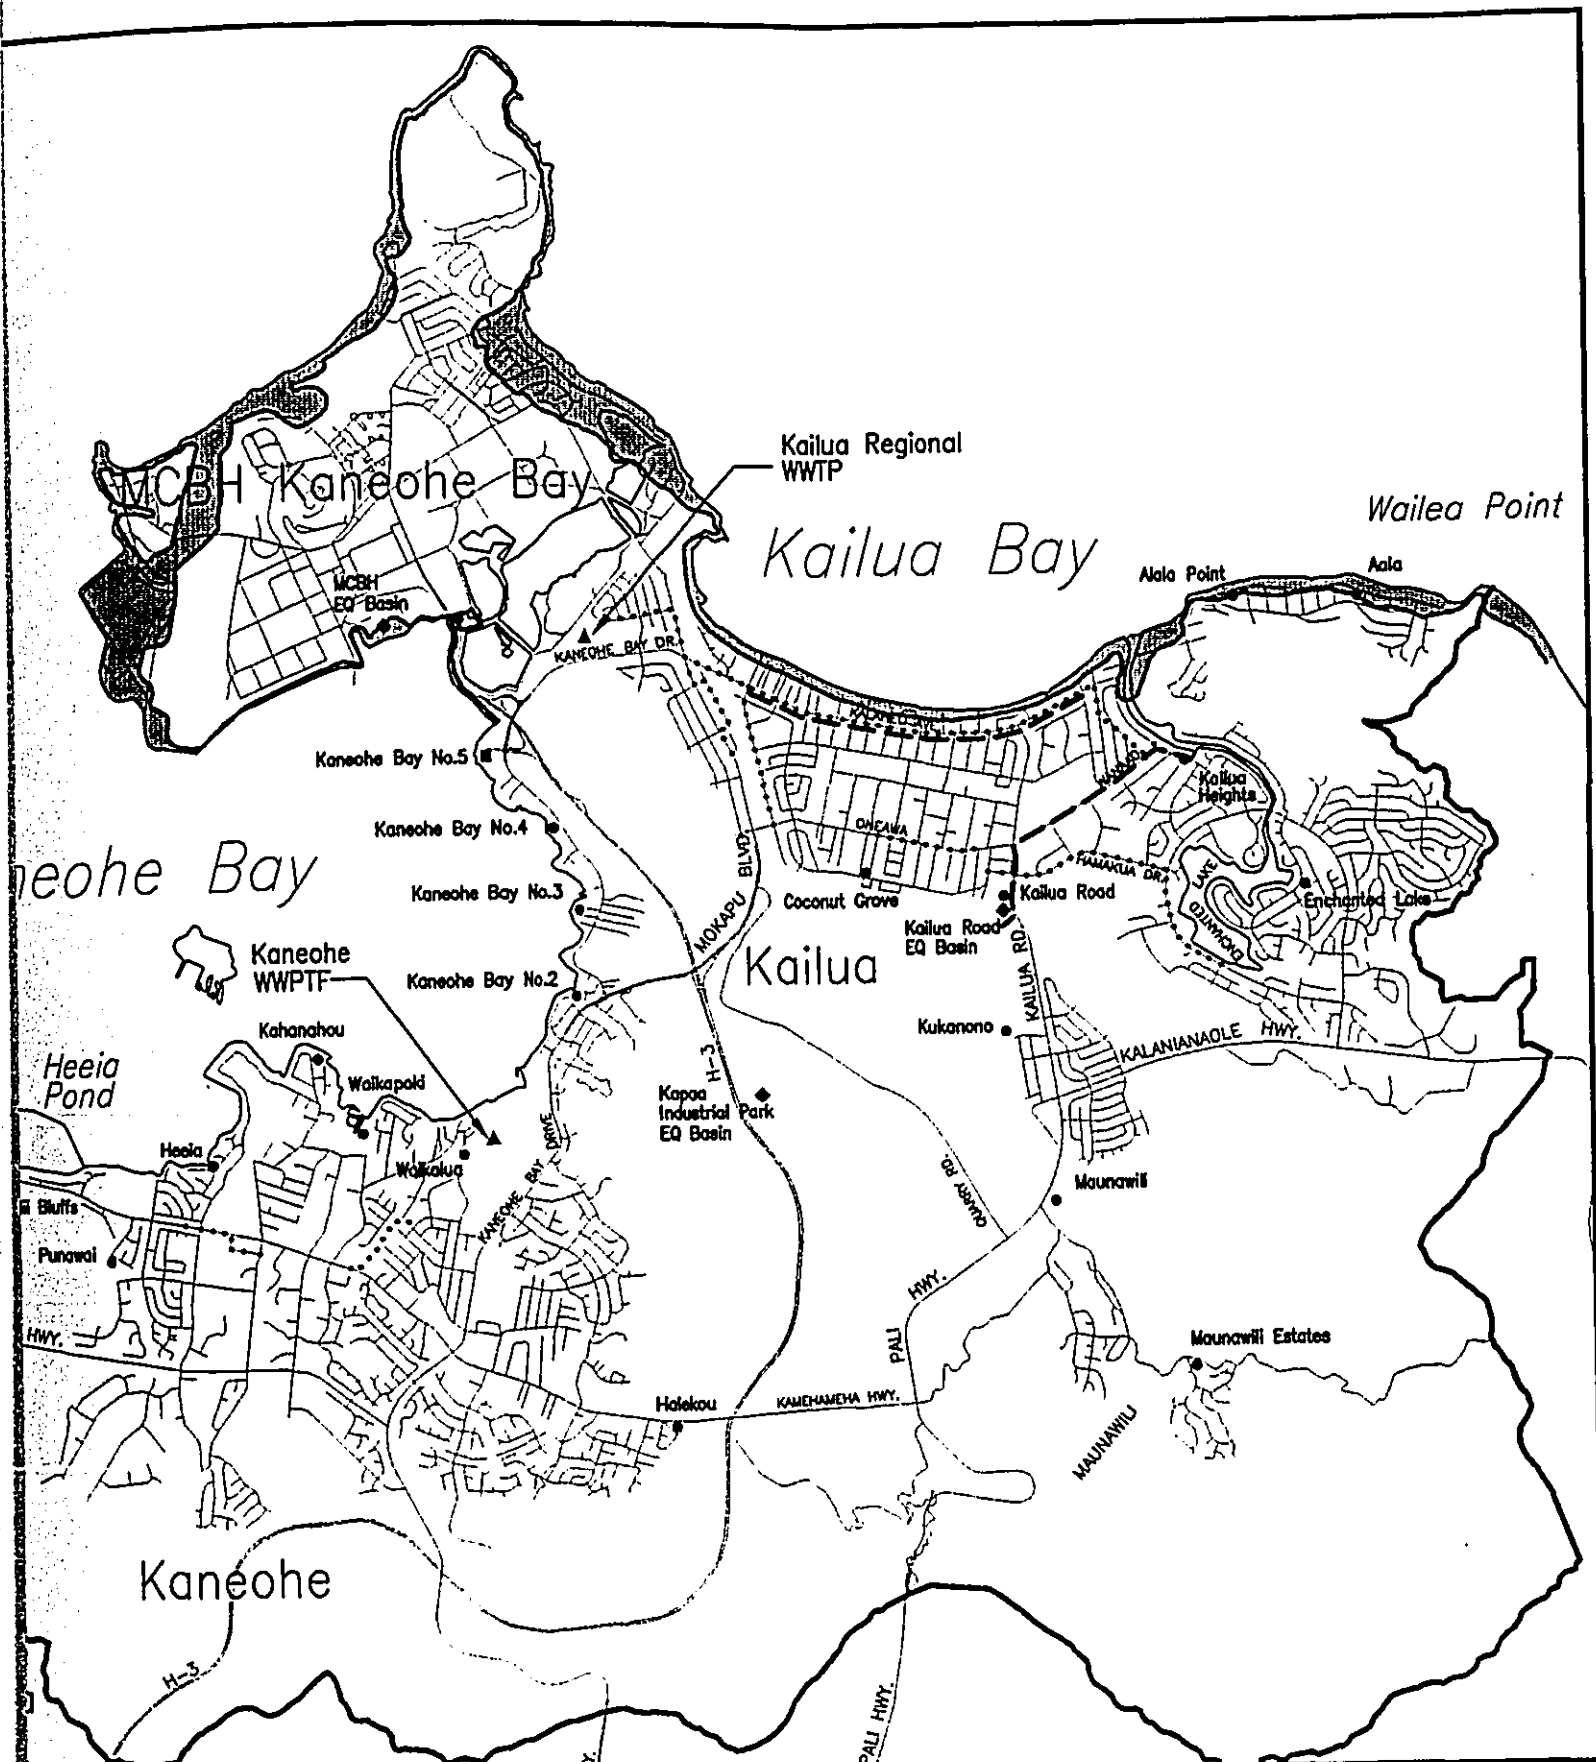 Kailua Regional
WWTP
MCBH Kaneohe Bay
Wailea Point
Kailua Bay
Alala Point
Aala
MCBH
EQ Basin
KANEOHE BAY DR.
Kaneohe Bay No.5
Kailua
Heights
Kaneohe Bay No.4
ONEAWA
neohe Bay
MOKAPU BLVD.
HAMAKUA DR.
ENCHANTED LAKE
Kaneohe Bay No.3
Coconut Grove
Kailua Road
Enchanted Lake
Kailua Road
EQ Basin
Kaneohe
WWPTF
Kailua
KAILUA RD.
Kaneohe Bay No.2
Kahanahou
Kukanono
KALANIANAOLE HWY.
Heeia
Pond
Waikapoki
H-3
Kapaa
Industrial Park
EQ Basin
Heeia
Waikalua
KANEOHE BAY DRIVE
QUARRY RD.
Maunawili
Bluffs
Punawai
HWY.
PALI
HWY.
Maunawili Estates
Halekou
KAMEHAMEHA HWY.
MAUNAWILI
Kaneohe
H-3
PALI HWY.
Y.